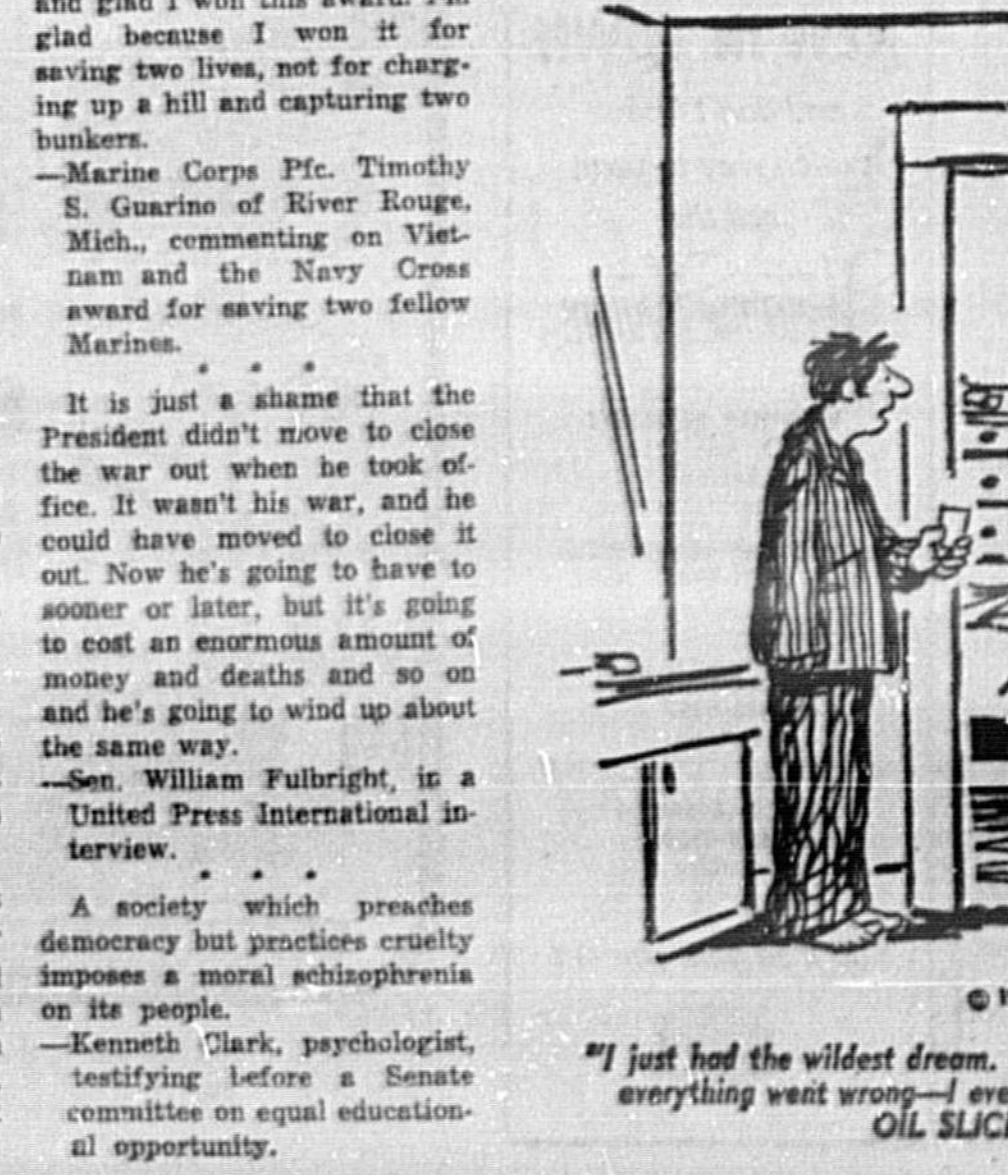 and glad I won this award. I'm
glad because I won it for
saving two lives, not for charg-
ing up a hill and capturing two
bunkers.
—Marine Corps Pfc. Timothy
S. Guarino of River Rouge,
Mich., commenting on Viet-
nam and the Navy Cross
award for saving two fellow
Marines.
* * *
It is just a shame that the
President didn't move to close
the war out when he took of-
fice. It wasn't his war, and he
could have moved to close it
out. Now he's going to have to
sooner or later, but it's going
to cost an enormous amount of
money and deaths and so on
and he's going to wind up about
the same way.
—Sen. William Fulbright, in a
United Press International in-
terview.
* * *
A society which preaches
democracy but practices cruelty
imposes a moral schizophrenia
on its people.
—Kenneth Clark, psychologist,
testifying before a Senate
committee on equal education-
al opportunity.
©
"I just had the wildest dream.
everything went wrong—I eve
OIL SLIC